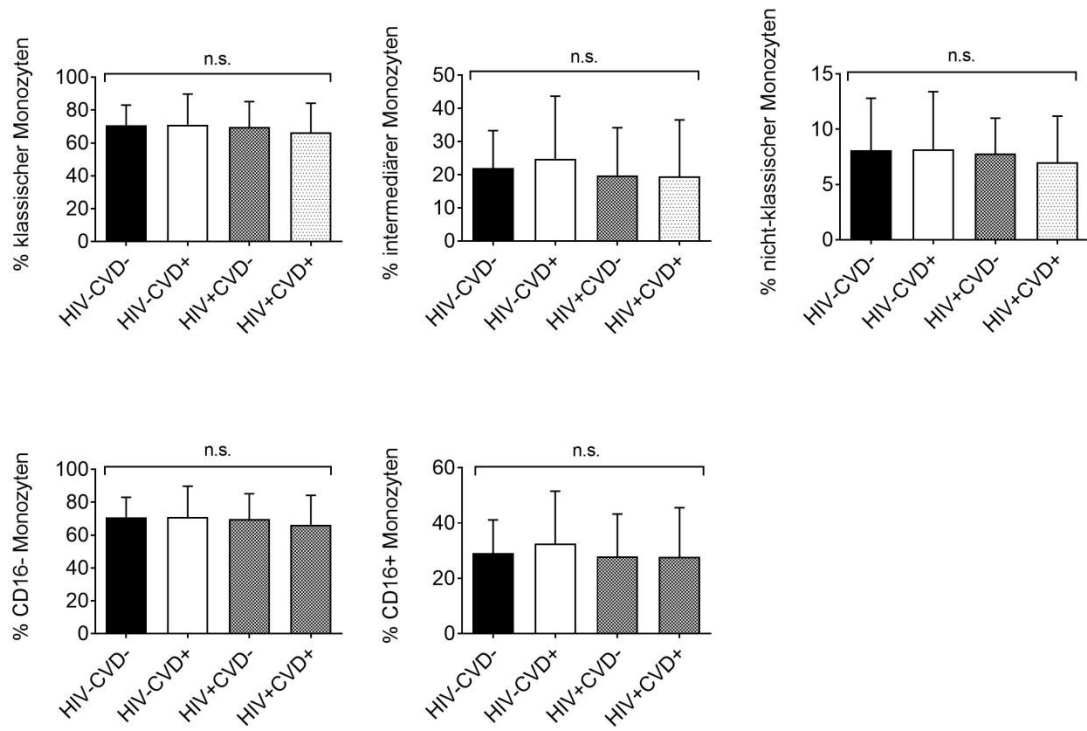 % klassischer Monozyten
n.s.
100
80
60
40
20
0
HIV-CVD-
HIV-CVD+
HIV+CVD-
HIV+CVD+
% intermediärer Monozyten
n.s.
50
40
30
20
10
0
HIV-CVD-
HIV-CVD+
HIV+CVD-
HIV+CVD+
% nicht-klassischer Monozyten
n.s.
15
10
5
0
HIV-CVD-
HIV-CVD+
HIV+CVD-
HIV+CVD+
% CD16- Monozyten
n.s.
100
80
60
40
20
0
HIV-CVD-
HIV-CVD+
HIV+CVD-
HIV+CVD+
% CD16+ Monozyten
n.s.
60
40
20
0
HIV-CVD-
HIV-CVD+
HIV+CVD-
HIV+CVD+